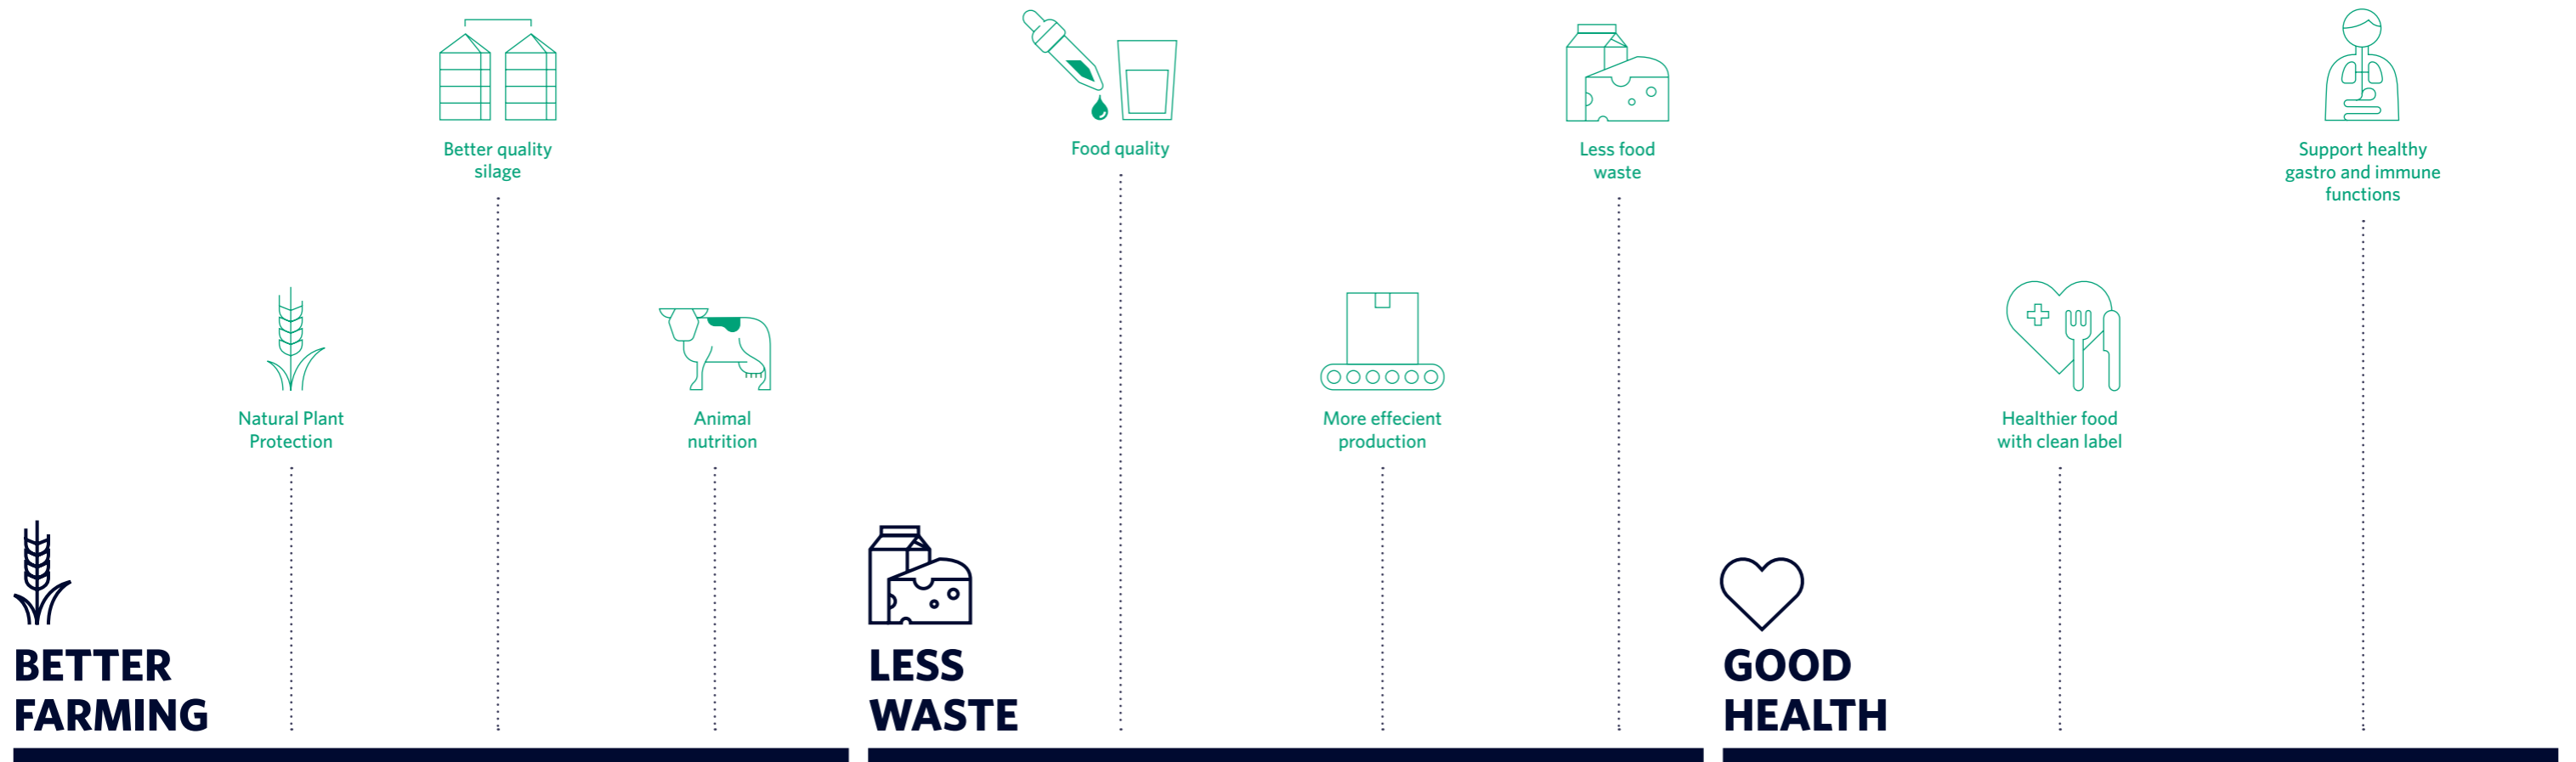 Better quality
silage
Food quality
Less food
waste
Support healthy
gastro and immune
functions
Natural Plant
Protection
Animal
nutrition
More effecient
production
Healthier food
with clean label
BETTER
FARMING
LESS
WASTE
GOOD
HEALTH